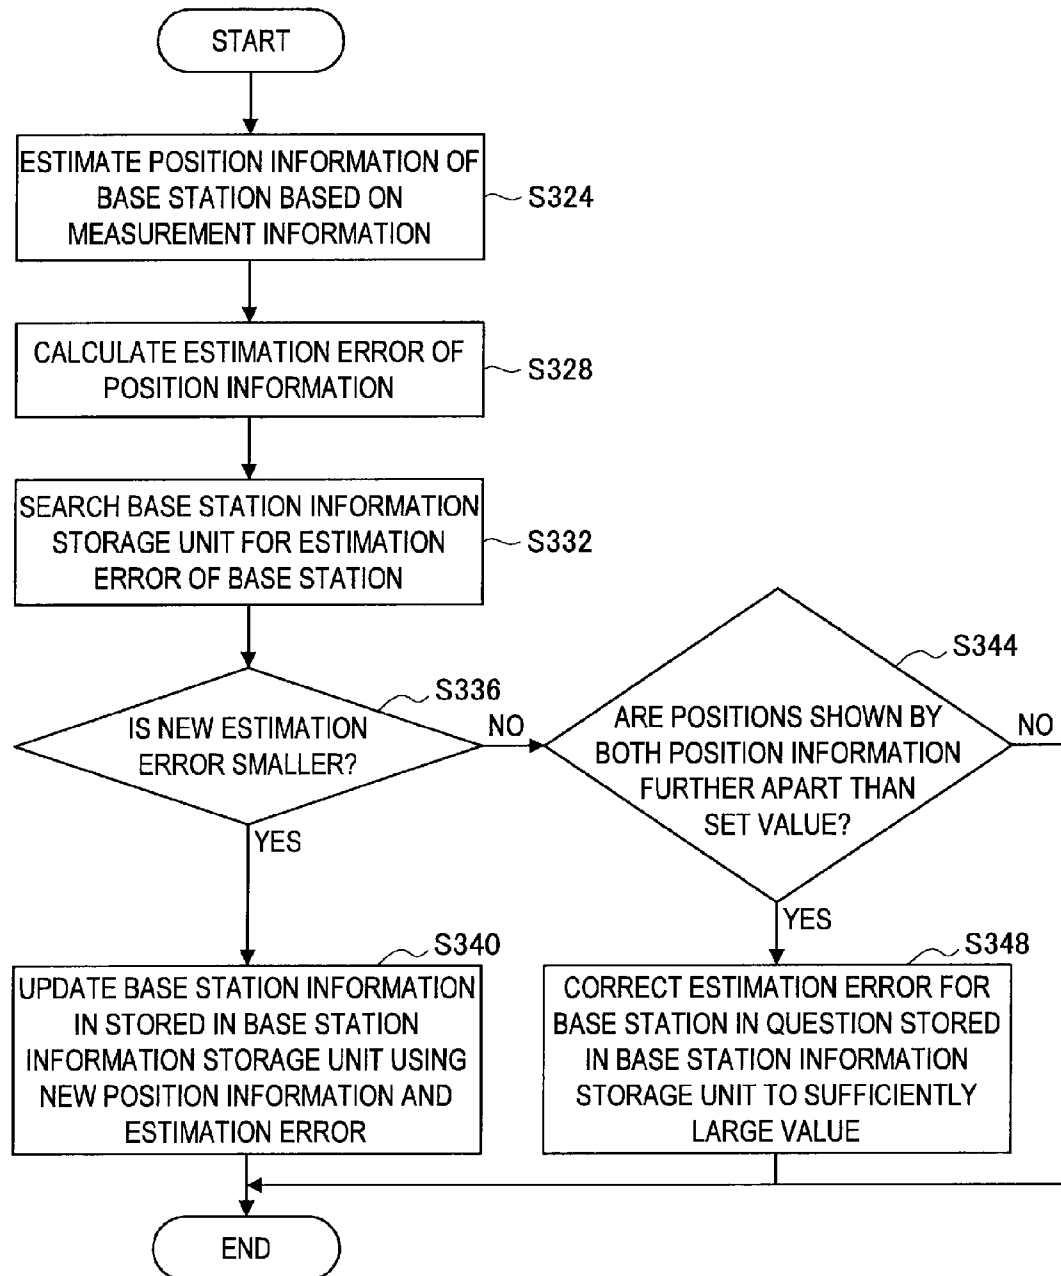 START
ESTIMATE POSITION INFORMATION OF
BASE STATION BASED ON
MEASUREMENT INFORMATION
S324
CALCULATE ESTIMATION ERROR OF
POSITION INFORMATION
S328
SEARCH BASE STATION INFORMATION
STORAGE UNIT FOR ESTIMATION
ERROR OF BASE STATION
S332
S336
IS NEW ESTIMATION
ERROR SMALLER?
NO
YES
S344
ARE POSITIONS SHOWN BY
BOTH POSITION INFORMATION
FURTHER APART THAN
SET VALUE?
NO
YES
S340
UPDATE BASE STATION INFORMATION
IN STORED IN BASE STATION
INFORMATION STORAGE UNIT USING
NEW POSITION INFORMATION AND
ESTIMATION ERROR
S348
CORRECT ESTIMATION ERROR FOR
BASE STATION IN QUESTION STORED
IN BASE STATION INFORMATION
STORAGE UNIT TO SUFFICIENTLY
LARGE VALUE
END